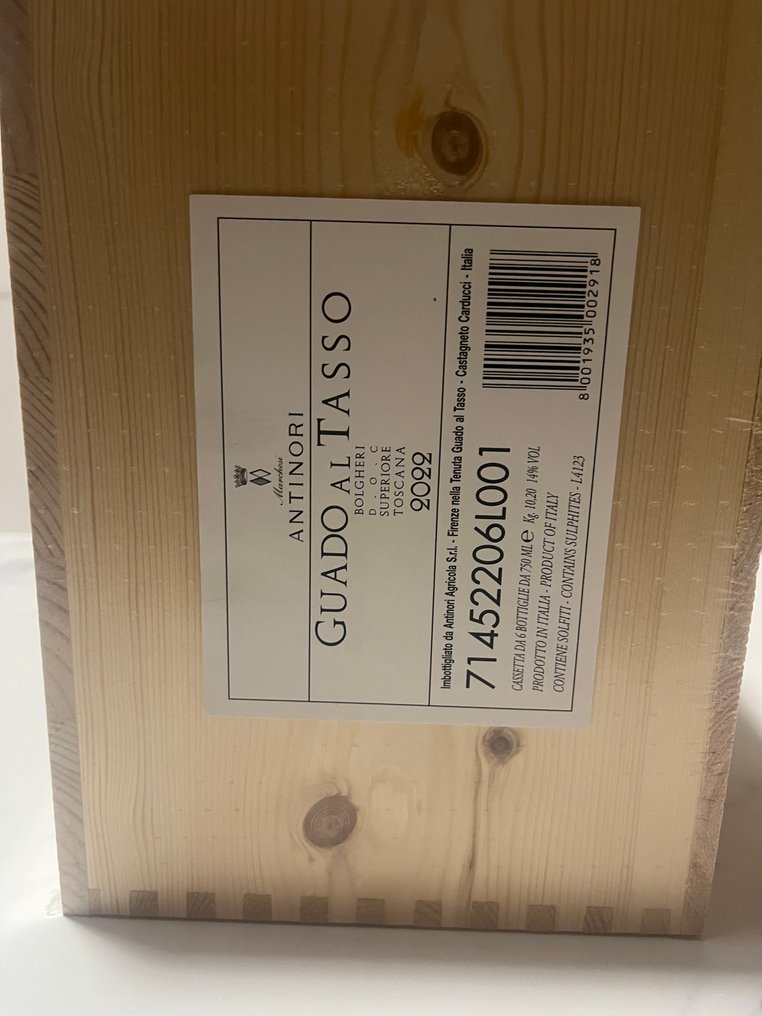 Marchesi
ANTINORI
GUADO AL TASSO
BOLGHERI
D.O.C
SUPERIORE
TOSCANA
2022
Imbottigliato da Antinori Agricola S.r.l. - Firenze nella Tenuta Guado al Tasso - Castagneto Carducci - Italia
71452206L001
CASSETTA DA 6 BOTTIGLIE DA 750 ML e Kg. 10,20 14% VOL
PRODOTTO IN ITALIA - PRODUCT OF ITALY
CONTIENE SOLFITI - CONTAINS SULPHITES - L4123
8 001935 002918